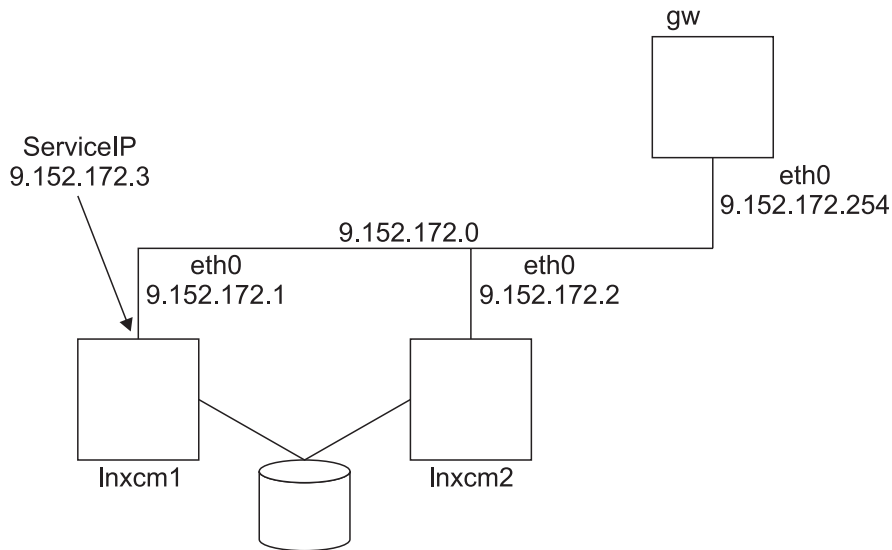 gw
ServiceIP
9.152.172.3
eth0
9.152.172.254
9.152.172.0
eth0
9.152.172.1
eth0
9.152.172.2
lnxcm1
lnxcm2